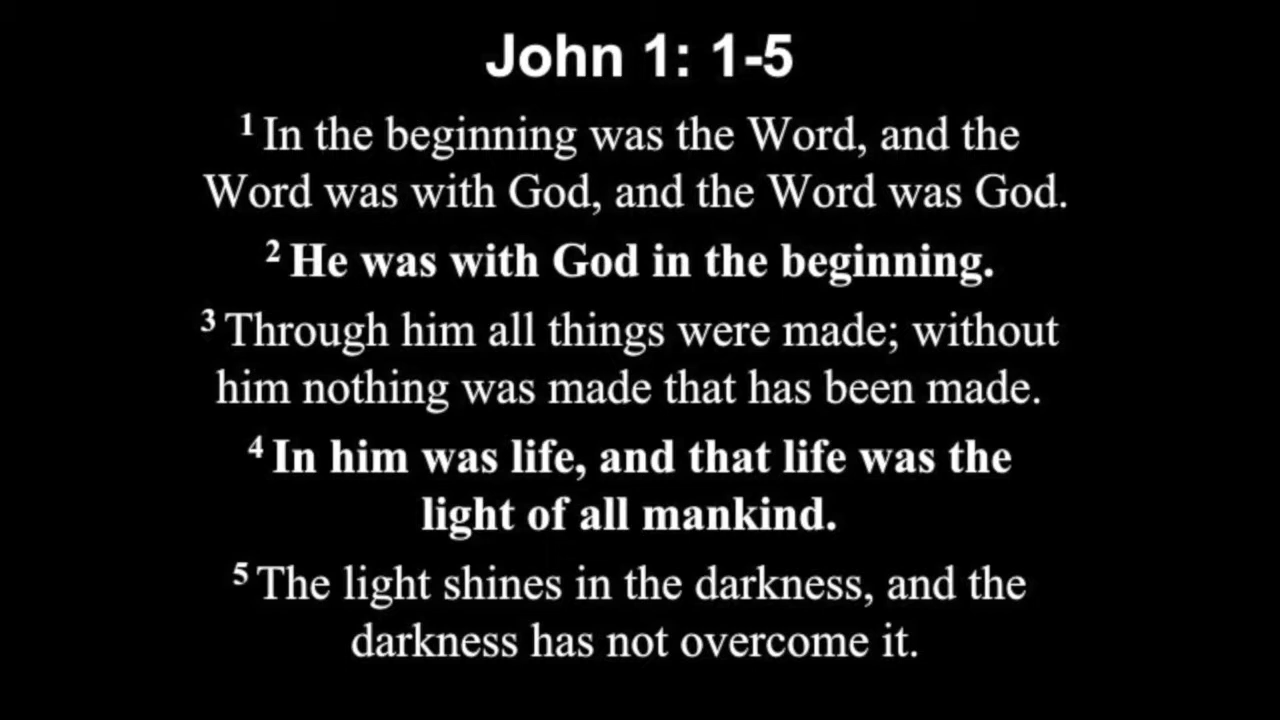 John 1: 1-5
¹ In the beginning was the Word, and the
Word was with God, and the Word was God.
² He was with God in the beginning.
³ Through him all things were made; without
him nothing was made that has been made.
⁴ In him was life, and that life was the
light of all mankind.
⁵ The light shines in the darkness, and the
darkness has not overcome it.